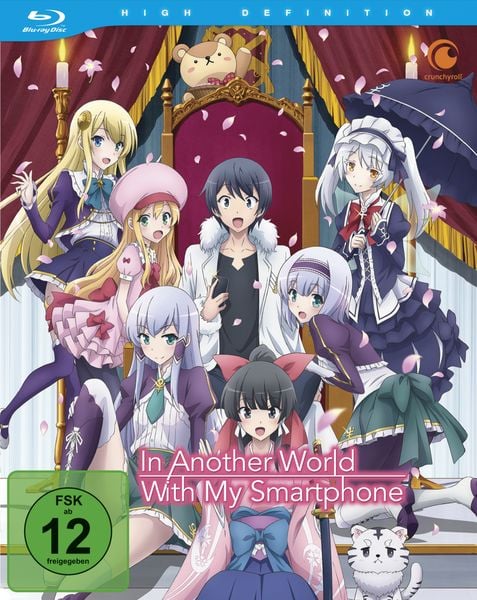 Blu-ray Disc
HIGH DEFINITION
crunchyroll
In Another World
With My Smartphone
FSK
ab
12
freigegeben